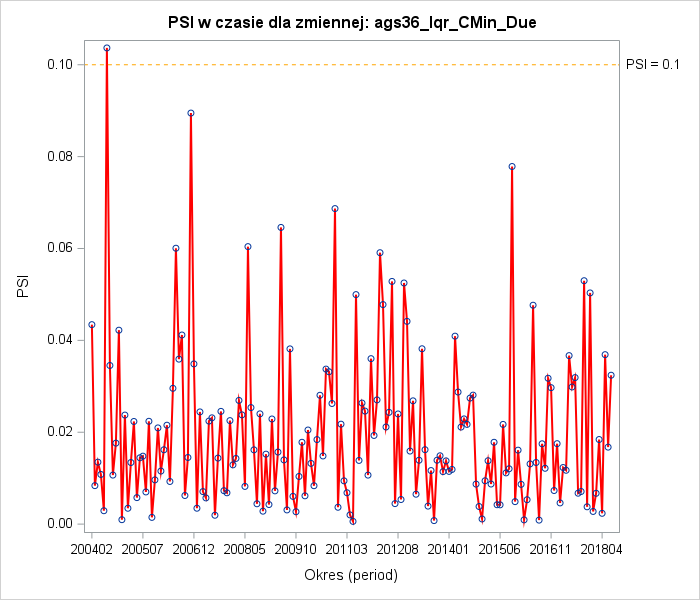 PSI w czasie dla zmiennej: ags36_Iqr_CMin_Due
0.10
PSI = 0.1
0.08
0.06
PSI
0.04
0.02
0.00
200402 200507 200612 200805 200910 201103 201208 201401 201506 201611 201804
Okres (period)